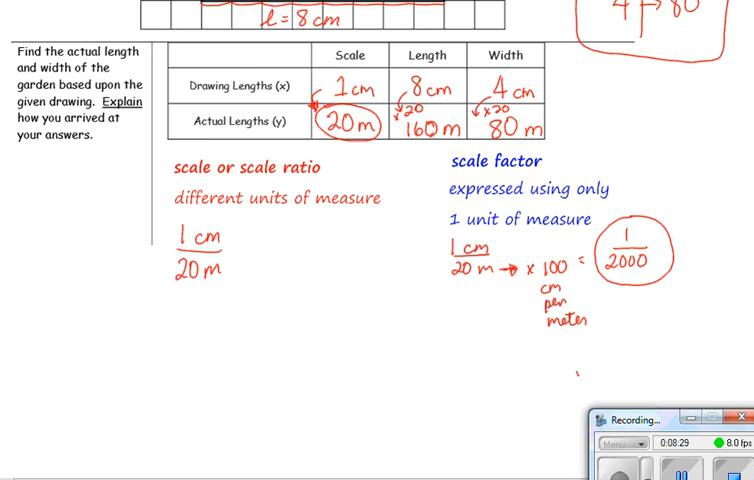 4 → 80
l = 8 cm
Find the actual length
and width of the
garden based upon the
given drawing. Explain
how you arrived at
your answers.
Scale Length Width
Drawing Lengths (x) 1 cm 8 cm 4 cm
x20 x20
Actual Lengths (y) 20 m 160 m 80 m
scale or scale ratio
different units of measure
1 cm
20 m
scale factor
expressed using only
1 unit of measure
1 cm
20 m → x 100 = 1
2000
cm
per
meter
Recording...
Menu 0:08:29 8.0 fps